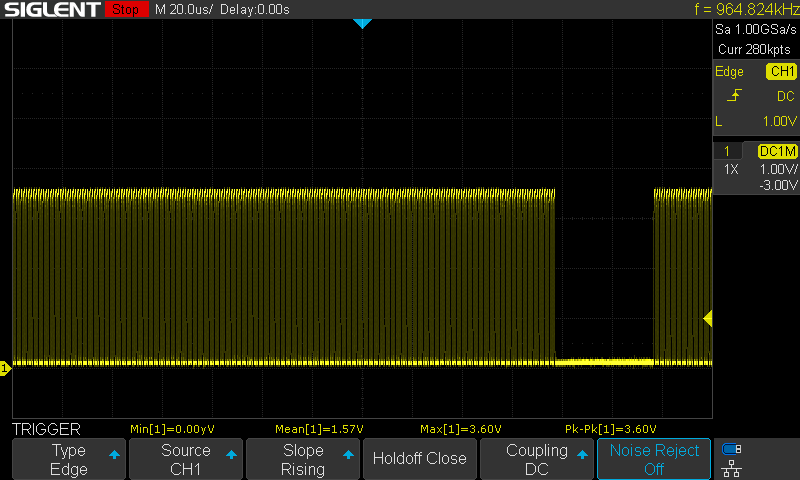 SIGLENT Stop M 20.0us/ Delay:0.00s f = 964.824kHz
Sa 1.00GSa/s
Curr 280kpts
Edge CH1
DC
L 1.00V
1 DC1M
1X 1.00V/
-3.00V
1
TRIGGER Min[1]=0.00yV Mean[1]=1.57V Max[1]=3.60V Pk-Pk[1]=3.60V
Type Source Slope Holdoff Close Coupling Noise Reject
Edge CH1 Rising DC Off